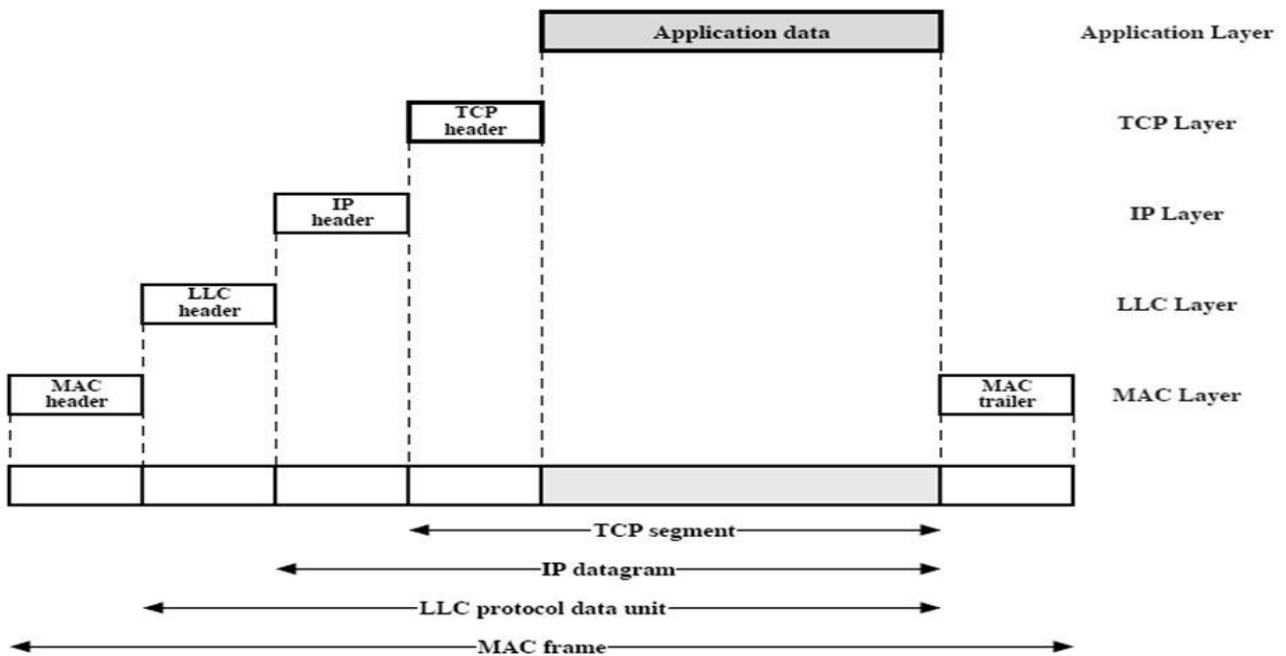 Application data
Application Layer
TCP
header
TCP Layer
IP
header
IP Layer
LLC
header
LLC Layer
MAC
header
MAC
trailer
MAC Layer
TCP segment
IP datagram
LLC protocol data unit
MAC frame